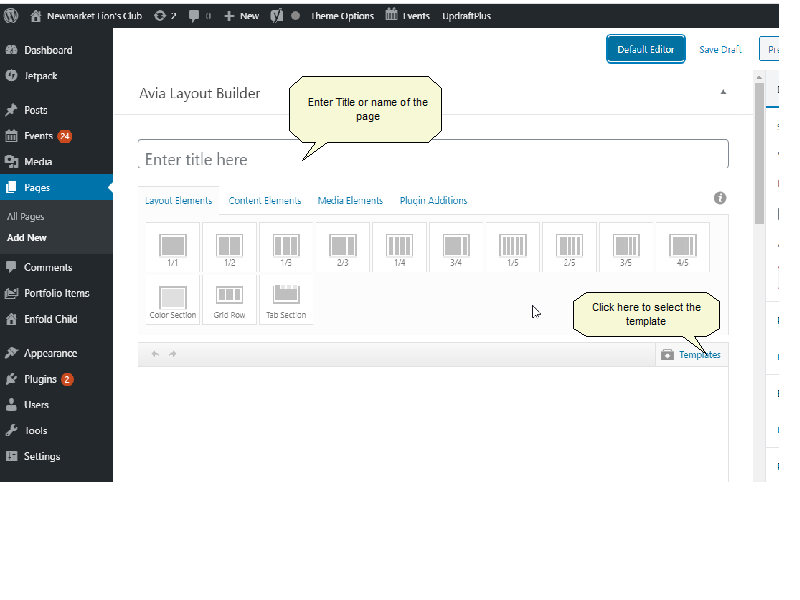 Newmarket Lion's Club 2 0 New Theme Options Events UpdraftPlus
Dashboard
Jetpack
Posts
Events 24
Media
Pages
All Pages
Add New
Comments
Portfolio Items
Enfold Child
Appearance
Plugins 2
Users
Tools
Settings
Default Editor Save Draft
Avia Layout Builder
Enter Title or name of the
page
Enter title here
Layout Elements Content Elements Media Elements Plugin Additions
1/1 1/2 1/3 2/3 1/4 3/4 1/5 2/5 3/5 4/5
Color Section Grid Row Tab Section
Click here to select the
template
Templates